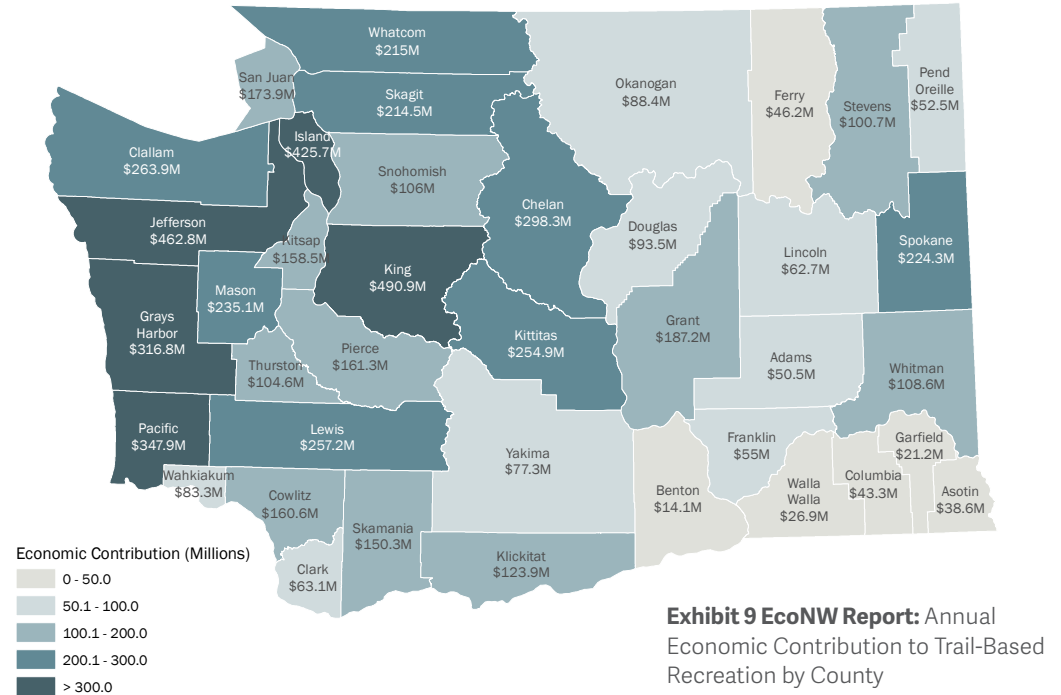 Whatcom
$215M
San Juan
$173.9M
Skagit
$214.5M
Okanogan
$88.4M
Ferry
$46.2M
Stevens
$100.7M
Pend
Oreille
$52.5M
Clallam
$263.9M
Island
$425.7M
Snohomish
$106M
Chelan
$298.3M
Jefferson
$462.8M
Kitsap
$158.5M
King
$490.9M
Douglas
$93.5M
Lincoln
$62.7M
Spokane
$224.3M
Mason
$235.1M
Grays
Harbor
$316.8M
Kittitas
$254.9M
Grant
$187.2M
Thurston
$104.6M
Pierce
$161.3M
Adams
$50.5M
Whitman
$108.6M
Pacific
$347.9M
Lewis
$257.2M
Yakima
$77.3M
Franklin
$55M
Garfield
$21.2M
Wahkiakum
$83.3M
Cowlitz
$160.6M
Skamania
$150.3M
Benton
$14.1M
Walla
Walla
$26.9M
Columbia
$43.3M
Asotin
$38.6M
Clark
$63.1M
Klickitat
$123.9M
Economic Contribution (Millions)
0 - 50.0
50.1 - 100.0
100.1 - 200.0
200.1 - 300.0
> 300.0
Exhibit 9 EcoNW Report: Annual
Economic Contribution to Trail-Based
Recreation by County